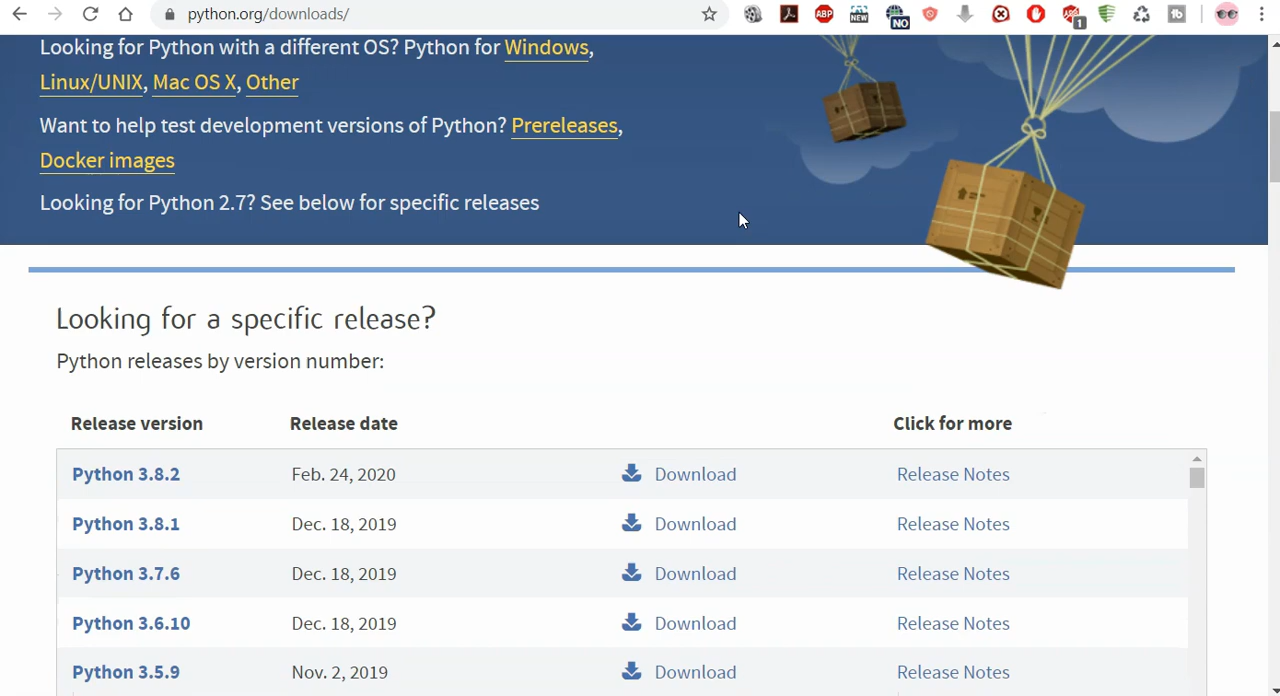 python.org/downloads/
ABP
NEW
NO
1
Looking for Python with a different OS? Python for Windows,
Linux/UNIX, Mac OS X, Other
Want to help test development versions of Python? Prereleases,
Docker images
Looking for Python 2.7? See below for specific releases
Looking for a specific release?
Python releases by version number:
Release version Release date Click for more
Python 3.8.2 Feb. 24, 2020 Download Release Notes
Python 3.8.1 Dec. 18, 2019 Download Release Notes
Python 3.7.6 Dec. 18, 2019 Download Release Notes
Python 3.6.10 Dec. 18, 2019 Download Release Notes
Python 3.5.9 Nov. 2, 2019 Download Release Notes